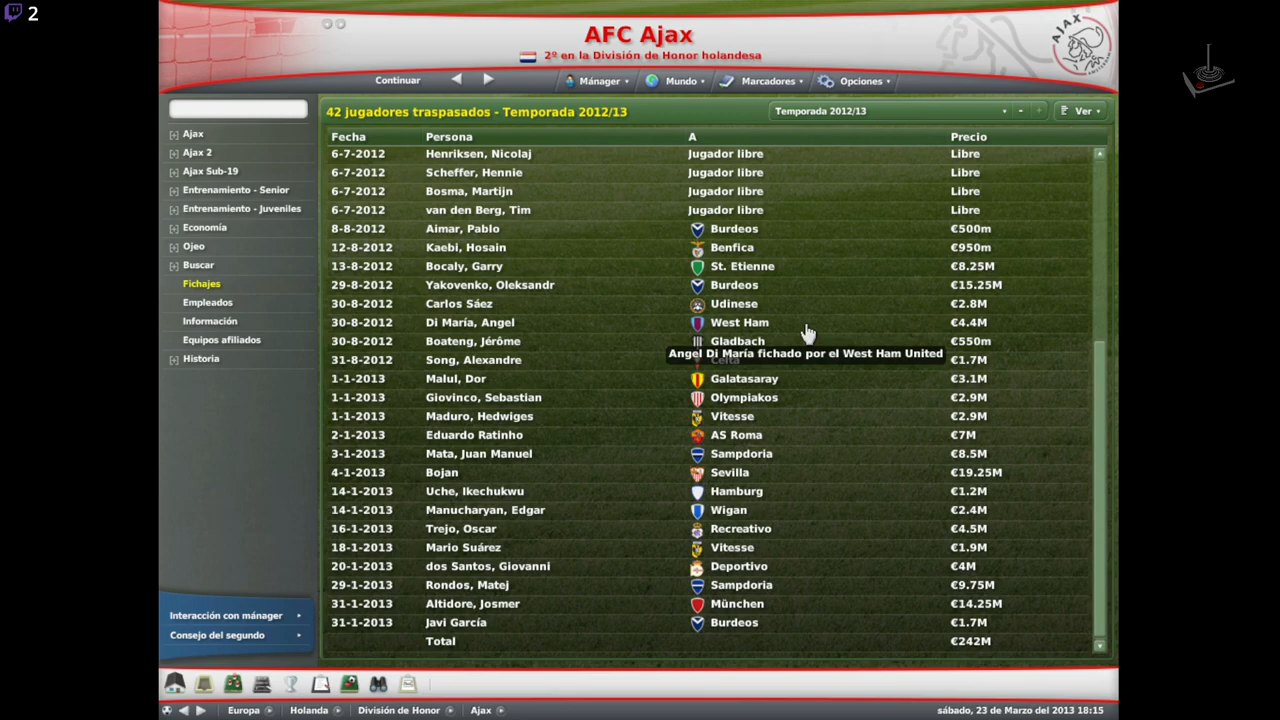 2
AFC Ajax
2º en la División de Honor holandesa
AJAX
Continuar
Mánager
Mundo
Marcadores
Opciones
42 jugadores traspasados - Temporada 2012/13
Temporada 2012/13
Ver
Ajax
Ajax 2
Ajax Sub-19
Entrenamiento - Senior
Entrenamiento - Juveniles
Economía
Ojeo
Buscar
Fichajes
Empleados
Información
Equipos afiliados
Historia
Interacción con mánager
Consejo del segundo
Fecha Persona A Precio
6-7-2012 Henriksen, Nicolaj Jugador libre Libre
6-7-2012 Scheffer, Hennie Jugador libre Libre
6-7-2012 Bosma, Martijn Jugador libre Libre
6-7-2012 van den Berg, Tim Jugador libre Libre
8-8-2012 Aimar, Pablo Burdeos €500m
12-8-2012 Kaebi, Hosain Benfica €950m
13-8-2012 Bocaly, Garry St. Etienne €8.25M
29-8-2012 Yakovenko, Oleksandr Burdeos €15.25M
30-8-2012 Carlos Sáez Udinese €2.8M
30-8-2012 Di María, Angel West Ham €4.4M
30-8-2012 Boateng, Jérôme Gladbach €550m
Angel Di María fichado por el West Ham United
31-8-2012 Song, Alexandre Celta €1.7M
1-1-2013 Malul, Dor Galatasaray €3.1M
1-1-2013 Giovinco, Sebastian Olympiakos €2.9M
1-1-2013 Maduro, Hedwiges Vitesse €2.9M
2-1-2013 Eduardo Ratinho AS Roma €7M
3-1-2013 Mata, Juan Manuel Sampdoria €8.5M
4-1-2013 Bojan Sevilla €19.25M
14-1-2013 Uche, Ikechukwu Hamburg €1.2M
14-1-2013 Manucharyan, Edgar Wigan €2.4M
16-1-2013 Trejo, Oscar Recreativo €4.5M
18-1-2013 Mario Suárez Vitesse €1.9M
20-1-2013 dos Santos, Giovanni Deportivo €4M
29-1-2013 Rondos, Matej Sampdoria €9.75M
31-1-2013 Altidore, Josmer München €14.25M
31-1-2013 Javi García Burdeos €1.7M
Total €242M
Europa Holanda División de Honor Ajax
sábado, 23 de Marzo del 2013 18:15